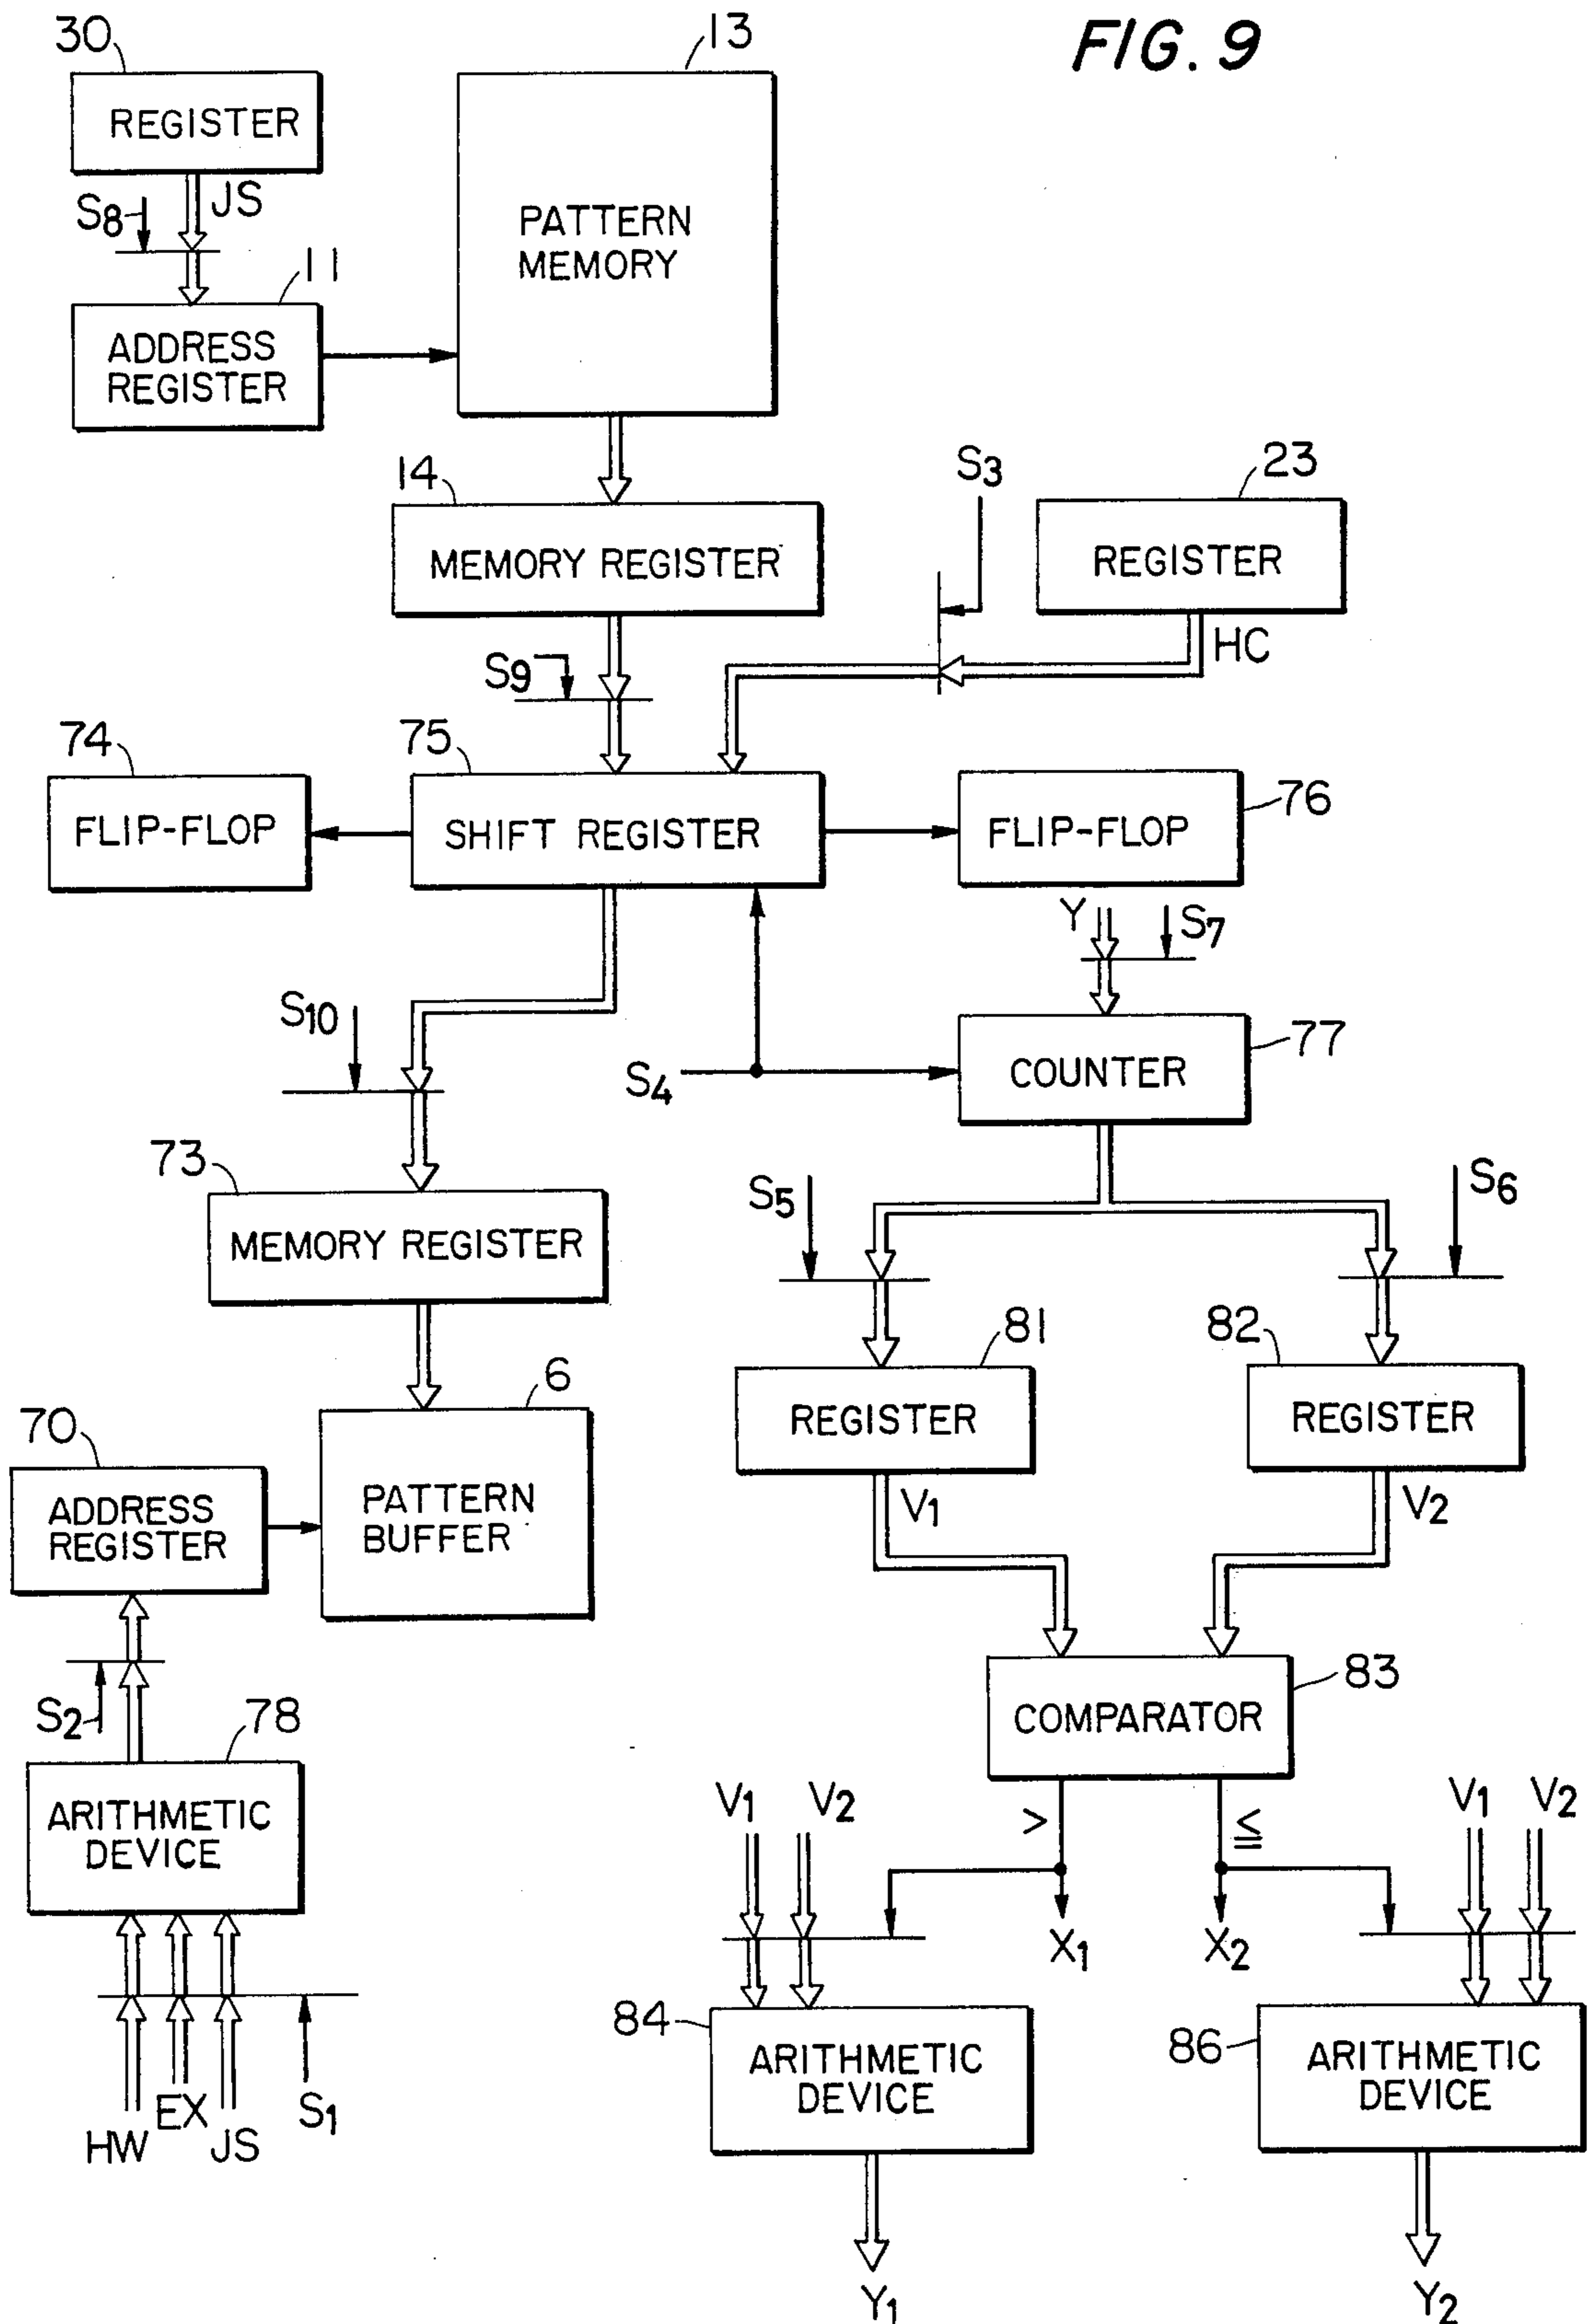 FIG. 9
30
REGISTER
13
PATTERN
MEMORY
S8
JS
11
ADDRESS
REGISTER
14
MEMORY REGISTER
S3
23
REGISTER
HC
S9
74
FLIP-FLOP
75
SHIFT REGISTER
76
FLIP-FLOP
Y
S7
S10
S4
77
COUNTER
73
MEMORY REGISTER
S5
S6
81
REGISTER
82
REGISTER
6
PATTERN
BUFFER
70
ADDRESS
REGISTER
V1
V2
S2
78
ARITHMETIC
DEVICE
83
COMPARATOR
V1
V2
>
≦
V1
V2
X1
X2
HW
EX
JS
S1
84
ARITHMETIC
DEVICE
86
ARITHMETIC
DEVICE
Y1
Y2